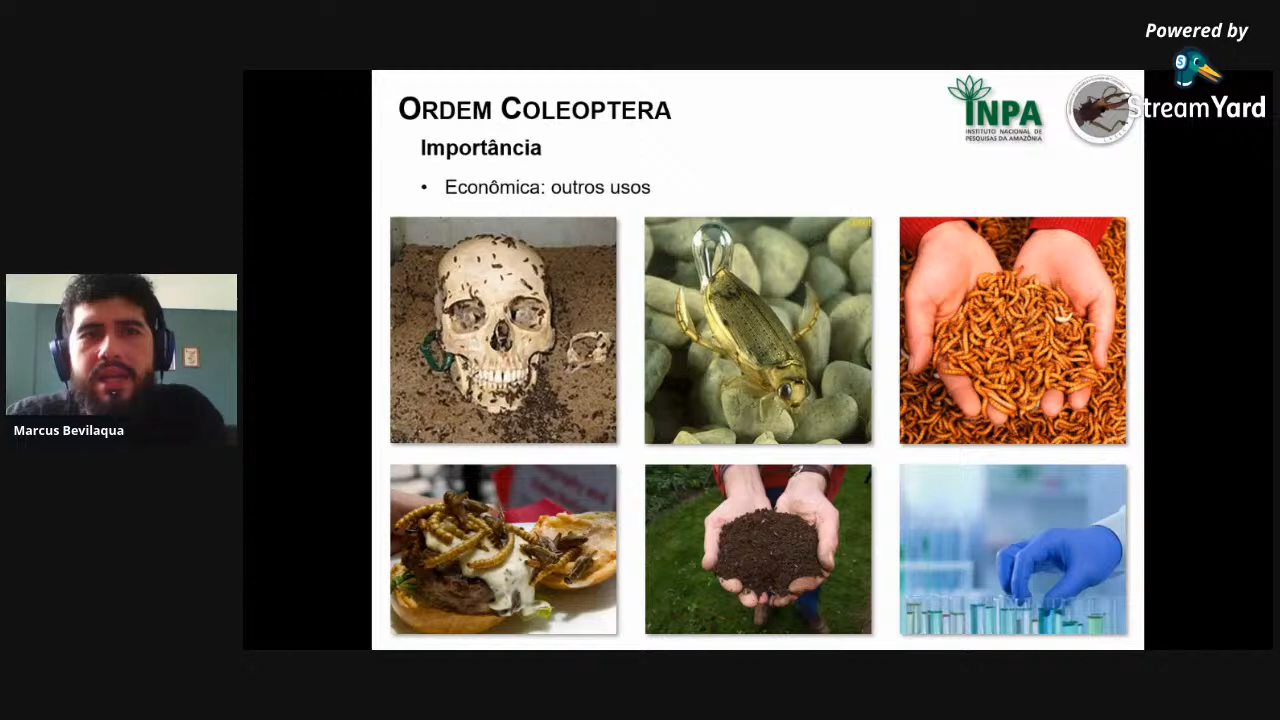 Powered by
StreamYard
ORDEM COLEOPTERA
INPA
INSTITUTO NACIONAL DE
PESQUISAS DA AMAZÔNIA
Importância
• Econômica: outros usos
Marcus Bevilaqua